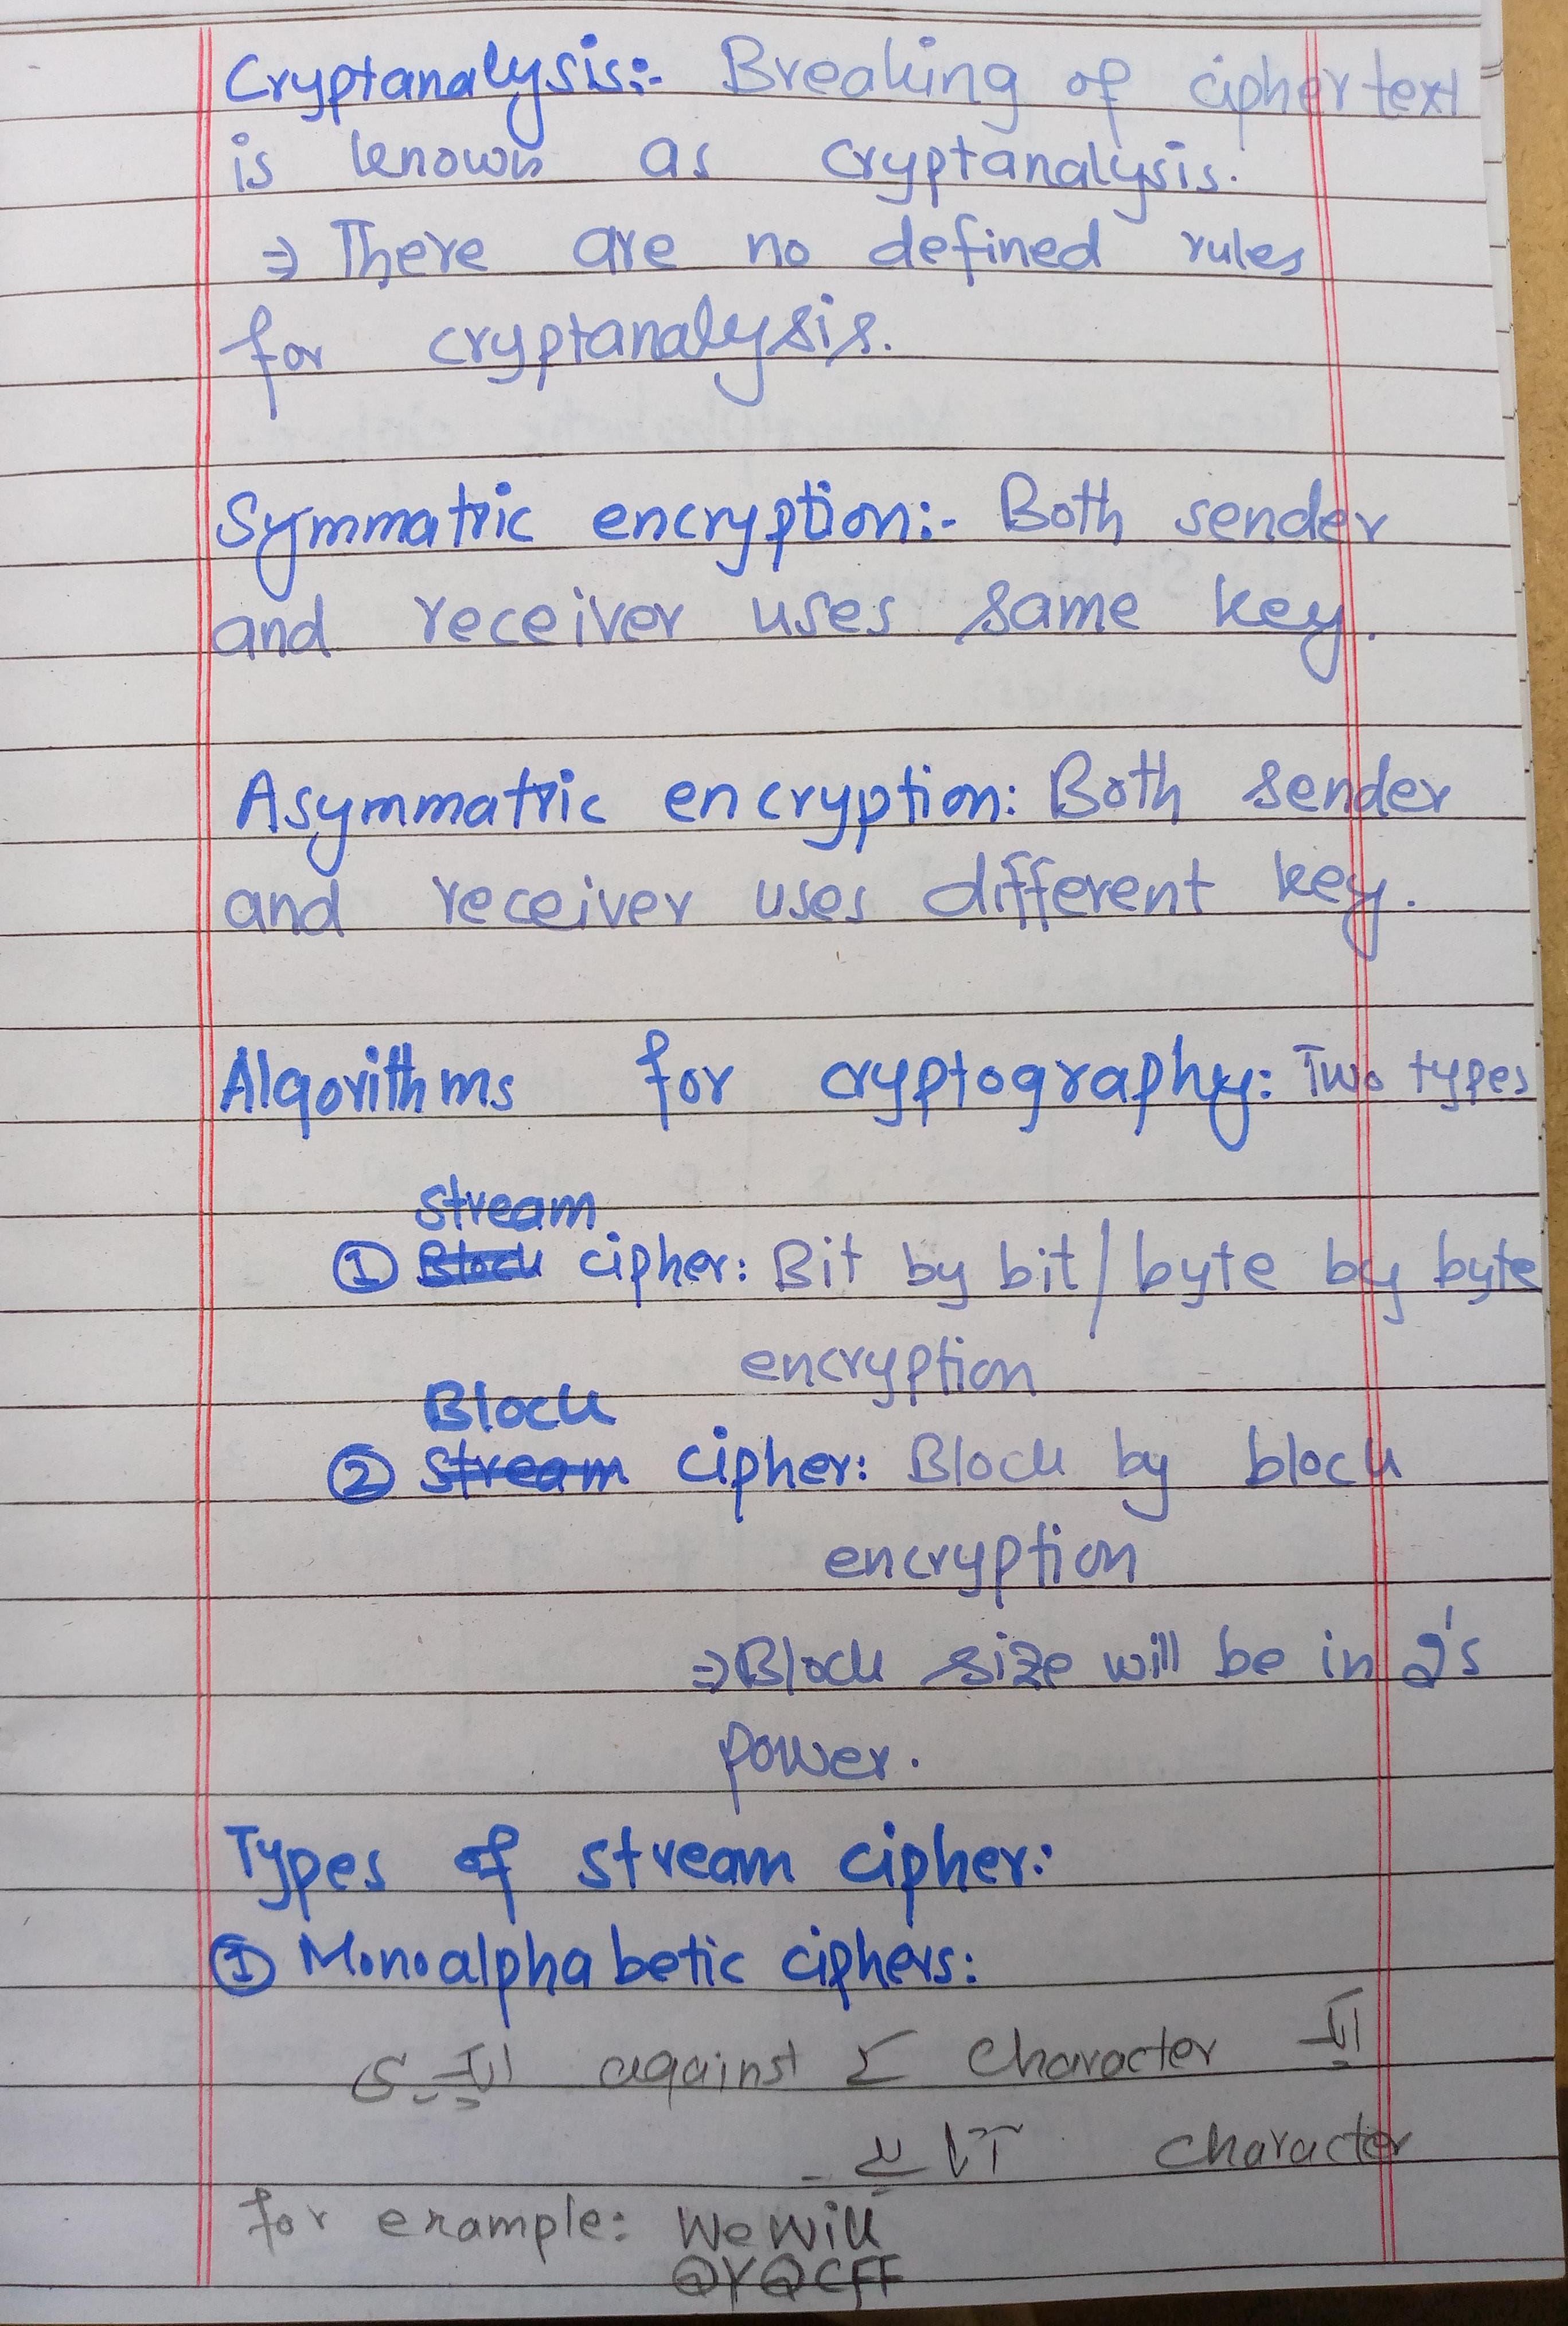 Cryptanalysis:- Breaking of ciphertext
is known as cryptanalysis.
⇒ There are no defined rules
for cryptanalysis.
Symmatric encryption:- Both sender
and receiver uses same key.
Asymmatric encryption: Both sender
and receiver uses different key.
Algorithms for cryptography: Two types
stream
① Block cipher: Bit by bit/byte by byte
encryption
Block
② Stream cipher: Block by block
encryption
⇒ Block size will be in 2's
power.
Types of stream cipher:
① Monoalphabetic ciphers:
ایک character کے against ایک ہی
character آتا ہے۔
for example: We will
@Y@CFF